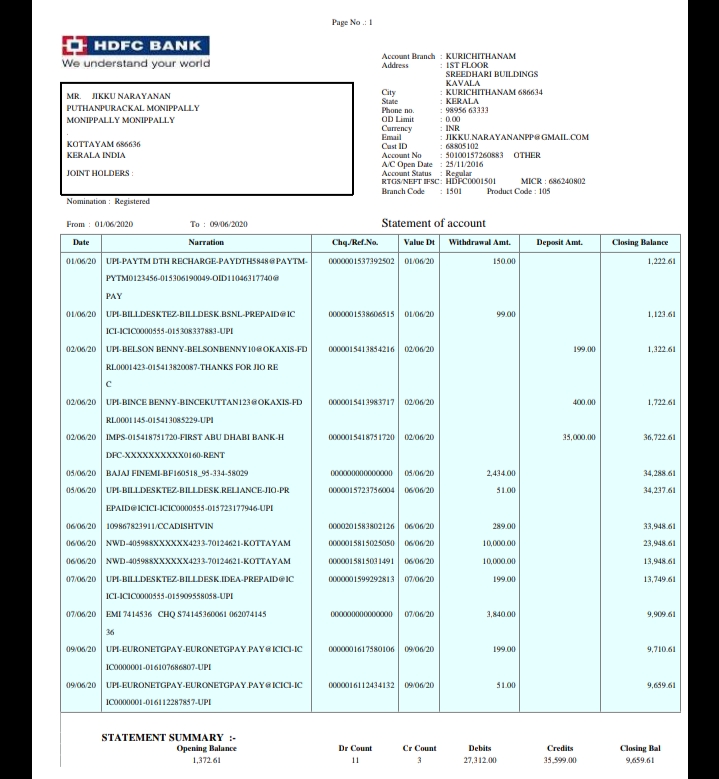 Page No .: 1
HDFC BANK
We understand your world
MR. JIKKU NARAYANAN
PUTHANPURACKAL MONIPPALLY
MONIPPALLY MONIPPALLY
.
KOTTAYAM 686636
KERALA INDIA
JOINT HOLDERS :
Nomination : Registered
Account Branch : KURICHITHANAM
Address : 1ST FLOOR
SREEDHARI BUILDINGS
KAVALA
City : KURICHITHANAM 686634
State : KERALA
Phone no. : 98956 63333
OD Limit : 0.00
Currency : INR
Email : JIKKU.NARAYANANPP@GMAIL.COM
Cust ID : 68805102
Account No : 50100157260883 OTHER
A/C Open Date : 25/11/2016
Account Status : Regular
RTGS/NEFT IFSC: HDFC0001501 MICR : 686240802
Branch Code : 1501 Product Code : 105
From : 01/06/2020 To : 09/06/2020 Statement of account
Date Narration Chq./Ref.No. Value Dt Withdrawal Amt. Deposit Amt. Closing Balance
01/06/20 UPI-PAYTM DTH RECHARGE-PAYDTH5848@PAYTM- 0000001537392502 01/06/20 150.00 1,222.61
PYTM0123456-015306190049-OID11046317740@
PAY
01/06/20 UPI-BILLDESKTEZ-BILLDESK.BSNL-PREPAID@IC 0000001538606515 01/06/20 99.00 1,123.61
ICI-ICIC0000555-015308337883-UPI
02/06/20 UPI-BELSON BENNY-BELSONBENNY10@OKAXIS-FD 0000015413854216 02/06/20 199.00 1,322.61
RL0001423-015413820087-THANKS FOR JIO RE
C
02/06/20 UPI-BINCE BENNY-BINCEKUTTAN123@OKAXIS-FD 0000015413983717 02/06/20 400.00 1,722.61
RL0001145-015413085229-UPI
02/06/20 IMPS-015418751720-FIRST ABU DHABI BANK-H 0000015418751720 02/06/20 35,000.00 36,722.61
DFC-XXXXXXXXXX0160-RENT
05/06/20 BAJAJ FINEMI-BF160518_95-334-58029 000000000000000 05/06/20 2,434.00 34,288.61
05/06/20 UPI-BILLDESKTEZ-BILLDESK.RELIANCE-JIO-PR 0000015723756004 06/06/20 51.00 34,237.61
EPAID@ICICI-ICIC0000555-015723177946-UPI
06/06/20 109867823911/CCADISHTVIN 0000201583802126 06/06/20 289.00 33,948.61
06/06/20 NWD-405988XXXXXX4233-70124621-KOTTAYAM 0000015815025050 06/06/20 10,000.00 23,948.61
06/06/20 NWD-405988XXXXXX4233-70124621-KOTTAYAM 0000015815031491 06/06/20 10,000.00 13,948.61
07/06/20 UPI-BILLDESKTEZ-BILLDESK.IDEA-PREPAID@IC 0000001599292813 07/06/20 199.00 13,749.61
ICI-ICIC0000555-015909558058-UPI
07/06/20 EMI 7414536 CHQ S74145360061 062074145 000000000000000 07/06/20 3,840.00 9,909.61
36
09/06/20 UPI-EURONETGPAY-EURONETGPAY.PAY@ICICI-IC 0000001617580106 09/06/20 199.00 9,710.61
IC0000001-016107686807-UPI
09/06/20 UPI-EURONETGPAY-EURONETGPAY.PAY@ICICI-IC 0000016112434132 09/06/20 51.00 9,659.61
IC0000001-016112287857-UPI
STATEMENT SUMMARY :-
Opening Balance Dr Count Cr Count Debits Credits Closing Bal
1,372.61 11 3 27,312.00 35,599.00 9,659.61